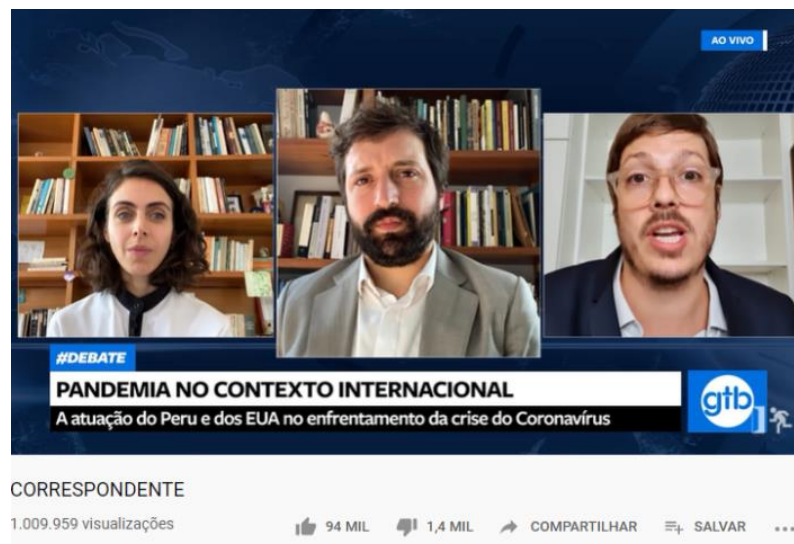 AO VIVO
#DEBATE
PANDEMIA NO CONTEXTO INTERNACIONAL
A atuação do Peru e dos EUA no enfrentamento da crise do Coronavírus
gtb
CORRESPONDENTE
1.009.959 visualizações
94 MIL
1,4 MIL
COMPARTILHAR
SALVAR